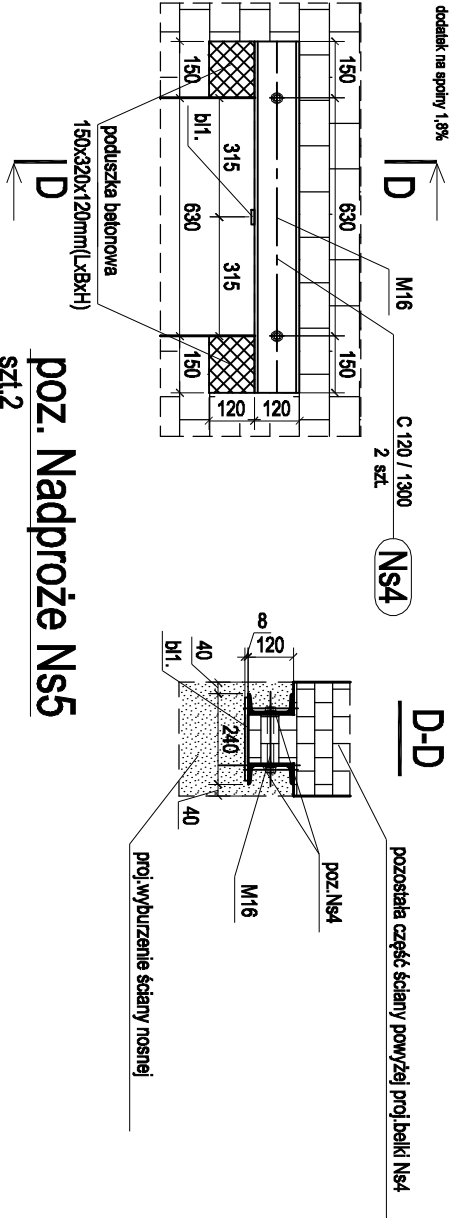 dodatek na spoiny 1,8%
150
630
150
D
D
M16
C 120 / 1300
2 szt.
Ns4
150
315
315
150
630
bl1.
120
120
poduszka betonowa
150x320x120mm(LxBxH)
D-D
pozostała część ściany powyżej proj.belki Ns4
8
120
poz.Ns4
M16
bl1.
40
240
40
proj.wyburzenie ściany nosnej
poz. Nadproże Ns5
szt.2